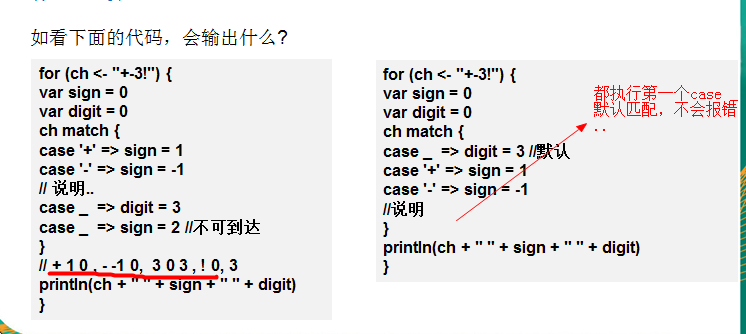 如看下面的代码，会输出什么?
for (ch <- "+-3!") {
var sign = 0
var digit = 0
ch match {
case '+' => sign = 1
case '-' => sign = -1
// 说明..
case _  => digit = 3
case _  => sign = 2 //不可到达
}
// + 1 0 , - -1 0,  3 0 3 , ! 0, 3
println(ch + " " + sign + " " + digit)
}
for (ch <- "+-3!") {
var sign = 0
var digit = 0
ch match {
case _  => digit = 3 //默认
case '+' => sign = 1
case '-' => sign = -1
//说明
}
println(ch + " " + sign + " " + digit)
}
都执行第一个case
默认匹配，不会报错
..